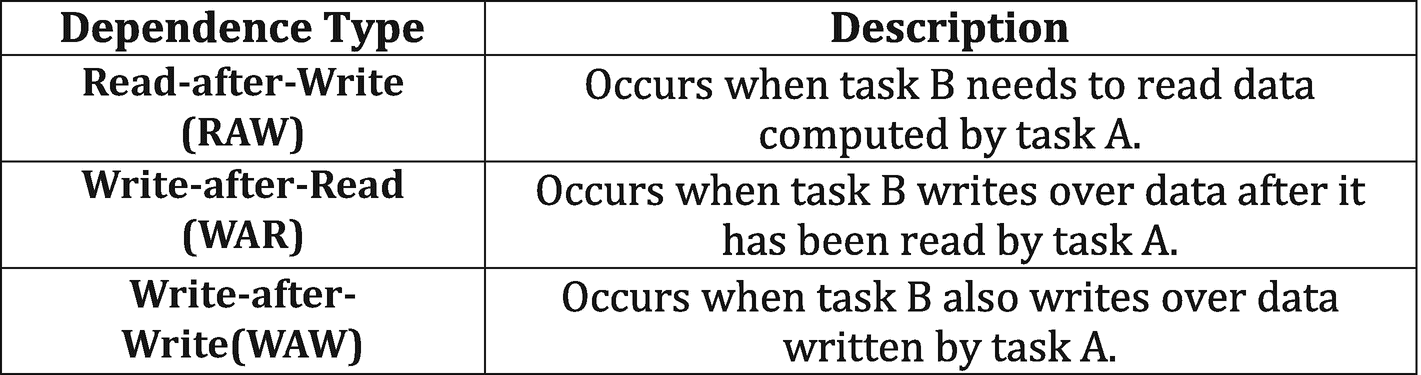 Dependence Type
Description
Read-after-Write
(RAW)
Occurs when task B needs to read data
computed by task A.
Write-after-Read
(WAR)
Occurs when task B writes over data after it
has been read by task A.
Write-after-
Write(WAW)
Occurs when task B also writes over data
written by task A.